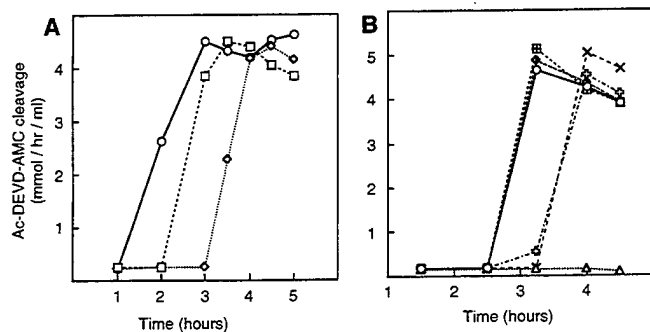 A
B
Ac-DEVD-AMC cleavage
(mmol / hr / ml)
4
3
2
1
1 2 3 4 5
Time (hours)
5
4
3
2
1
1 2 3 4
Time (hours)